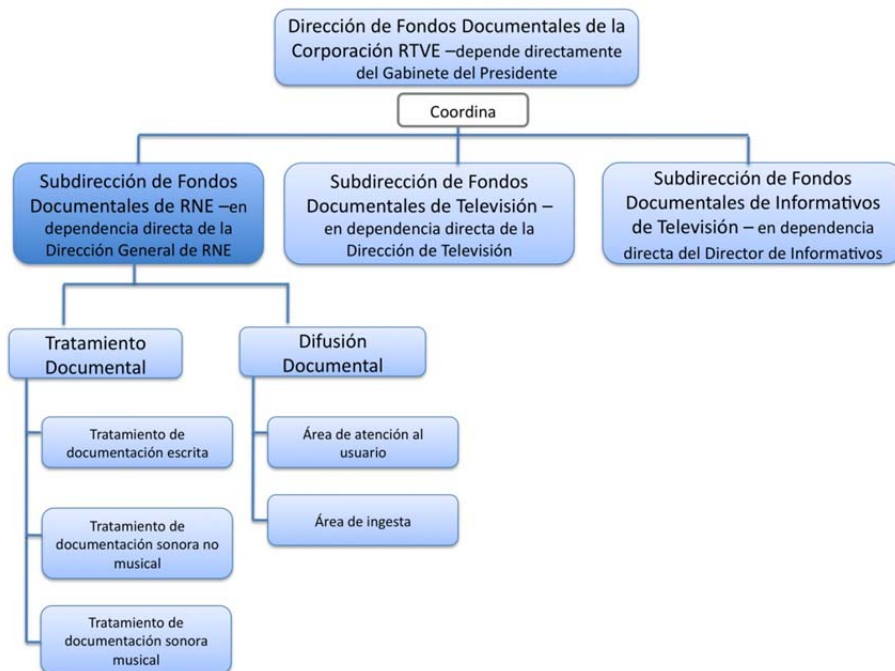 Dirección de Fondos Documentales de la
Corporación RTVE –depende directamente
del Gabinete del Presidente
Coordina
Subdirección de Fondos
Documentales de RNE –en
dependencia directa de la
Dirección General de RNE
Subdirección de Fondos
Documentales de Televisión –
en dependencia directa de la
Dirección de Televisión
Subdirección de Fondos
Documentales de Informativos
de Televisión – en dependencia
directa del Director de Informativos
Tratamiento
Documental
Difusión
Documental
Tratamiento de
documentación escrita
Área de atención al
usuario
Tratamiento de
documentación sonora no
musical
Área de ingesta
Tratamiento de
documentación sonora
musical